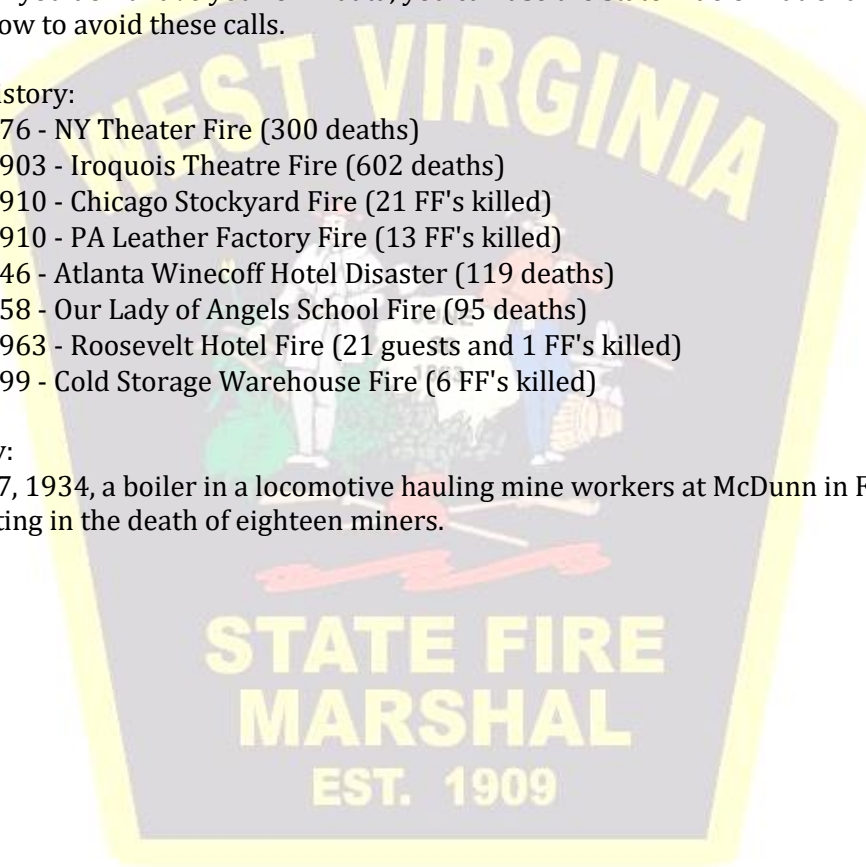 ow to avoid these calls.
istory:
76 - NY Theater Fire (300 deaths)
903 - Iroquois Theatre Fire (602 deaths)
910 - Chicago Stockyard Fire (21 FF's killed)
910 - PA Leather Factory Fire (13 FF's killed)
46 - Atlanta Winecoff Hotel Disaster (119 deaths)
58 - Our Lady of Angels School Fire (95 deaths)
963 - Roosevelt Hotel Fire (21 guests and 1 FF's killed)
99 - Cold Storage Warehouse Fire (6 FF's killed)
y:
7, 1934, a boiler in a locomotive hauling mine workers at McDunn in F
ting in the death of eighteen miners.
WEST VIRGINIA
STATE FIRE
MARSHAL
EST. 1909